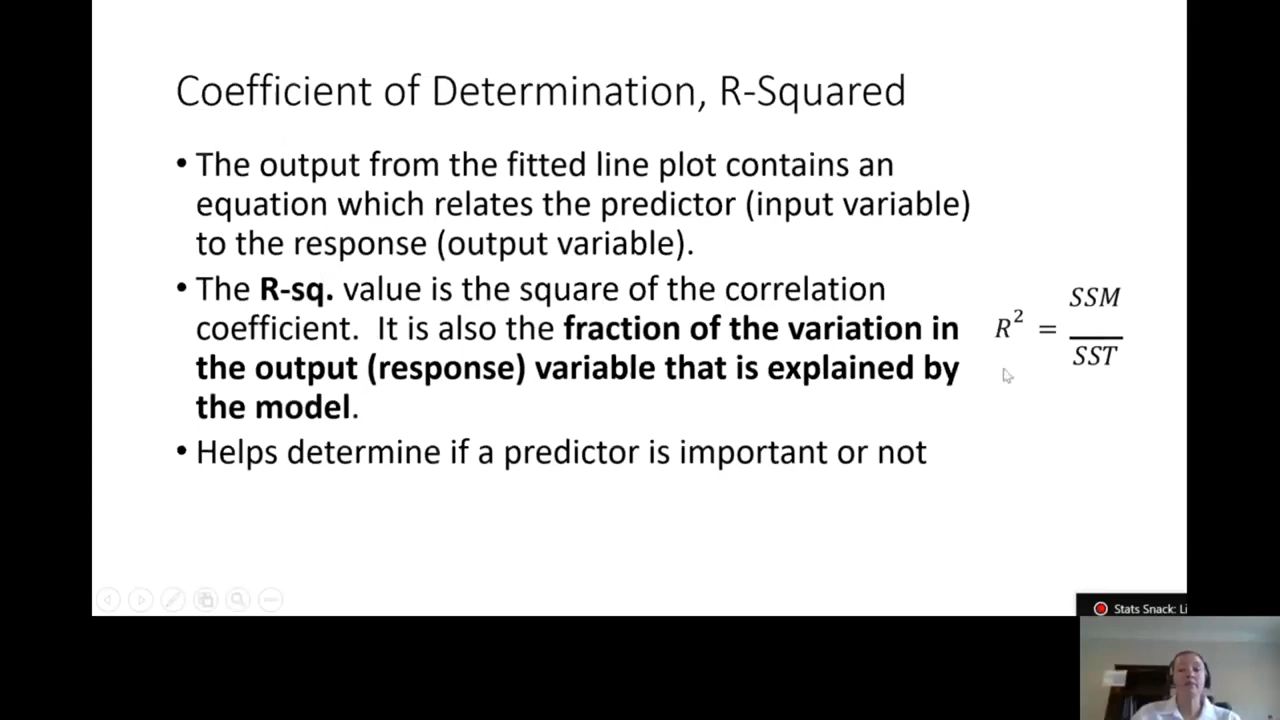 Coefficient of Determination, R-Squared
• The output from the fitted line plot contains an
equation which relates the predictor (input variable)
to the response (output variable).
• The R-sq. value is the square of the correlation
coefficient. It is also the fraction of the variation in
the output (response) variable that is explained by
the model.
• Helps determine if a predictor is important or not
R² = SSM / SST
Stats Snack: Li